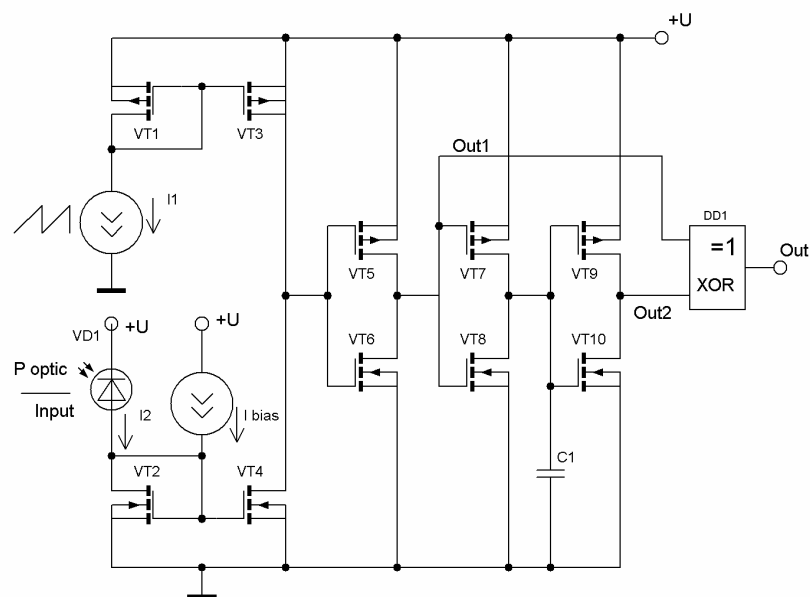 +U
VT1
VT3
Out1
I1
DD1
=1
XOR
Out
VT5
VT7
VT9
Out2
VT6
VT8
VT10
VD1
+U
+U
P optic
Input
I2
I bias
VT2
VT4
C1